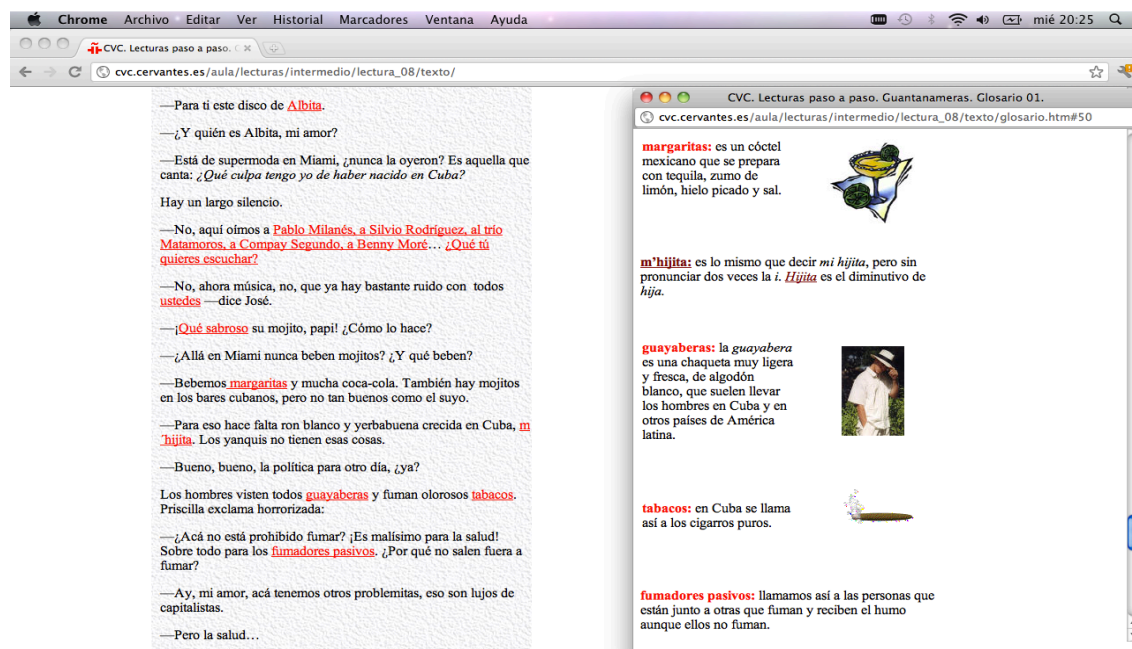 Chrome Archivo Editar Ver Historial Marcadores Ventana Ayuda mié 20:25
CVC. Lecturas paso a paso. G
cvc.cervantes.es/aula/lecturas/intermedio/lectura_08/texto/
—Para ti este disco de Albita.
—¿Y quién es Albita, mi amor?
—Está de supermoda en Miami, ¿nunca la oyeron? Es aquella que
canta: ¿Qué culpa tengo yo de haber nacido en Cuba?
Hay un largo silencio.
—No, aquí oímos a Pablo Milanés, a Silvio Rodríguez, al trío
Matamoros, a Compay Segundo, a Benny Moré… ¿Qué tú
quieres escuchar?
—No, ahora música, no, que ya hay bastante ruido con todos
ustedes —dice José.
—¡Qué sabroso su mojito, papi! ¿Cómo lo hace?
—¿Allá en Miami nunca beben mojitos? ¿Y qué beben?
—Bebemos margaritas y mucha coca-cola. También hay mojitos
en los bares cubanos, pero no tan buenos como el suyo.
—Para eso hace falta ron blanco y yerbabuena crecida en Cuba, m
´hijita. Los yanquis no tienen esas cosas.
—Bueno, bueno, la política para otro día, ¿ya?
Los hombres visten todos guayaberas y fuman olorosos tabacos.
Priscilla exclama horrorizada:
—¿Acá no está prohibido fumar? ¡Es malísimo para la salud!
Sobre todo para los fumadores pasivos. ¿Por qué no salen fuera a
fumar?
—Ay, mi amor, acá tenemos otros problemitas, eso son lujos de
capitalistas.
—Pero la salud…
CVC. Lecturas paso a paso. Guantanameras. Glosario 01.
cvc.cervantes.es/aula/lecturas/intermedio/lectura_08/texto/glosario.htm#50
margaritas: es un cóctel
mexicano que se prepara
con tequila, zumo de
limón, hielo picado y sal.
m’hijita: es lo mismo que decir mi hijita, pero sin
pronunciar dos veces la i. Hijita es el diminutivo de
hija.
guayaberas: la guayabera
es una chaqueta muy ligera
y fresca, de algodón
blanco, que suelen llevar
los hombres en Cuba y en
otros países de América
latina.
tabacos: en Cuba se llama
así a los cigarros puros.
fumadores pasivos: llamamos así a las personas que
están junto a otras que fuman y reciben el humo
aunque ellos no fuman.